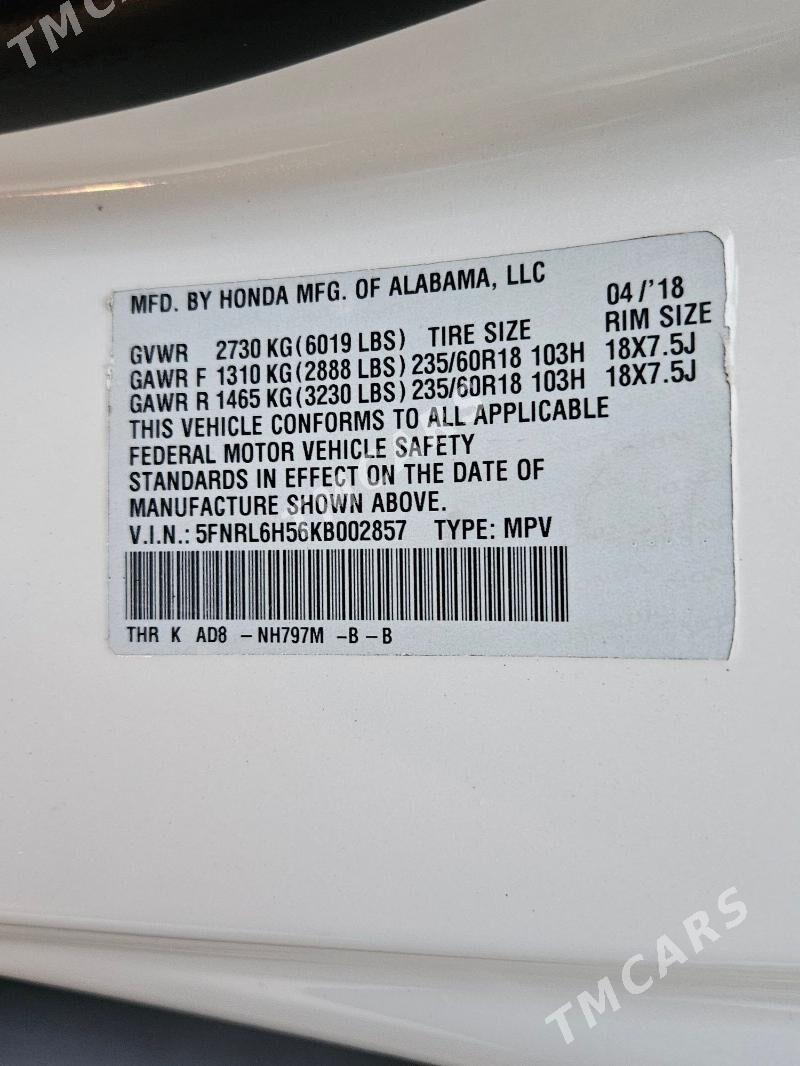 TMCARS
MFD. BY HONDA MFG. OF ALABAMA, LLC 04/'18
GVWR 2730 KG(6019 LBS) TIRE SIZE RIM SIZE
GAWR F 1310 KG(2888 LBS) 235/60R18 103H 18X7.5J
GAWR R 1465 KG(3230 LBS) 235/60R18 103H 18X7.5J
THIS VEHICLE CONFORMS TO ALL APPLICABLE
FEDERAL MOTOR VEHICLE SAFETY
STANDARDS IN EFFECT ON THE DATE OF
MANUFACTURE SHOWN ABOVE.
V.I.N.: 5FNRL6H56KB002857 TYPE: MPV
THR K AD8 -NH797M -B-B
TMCARS
TMCARS